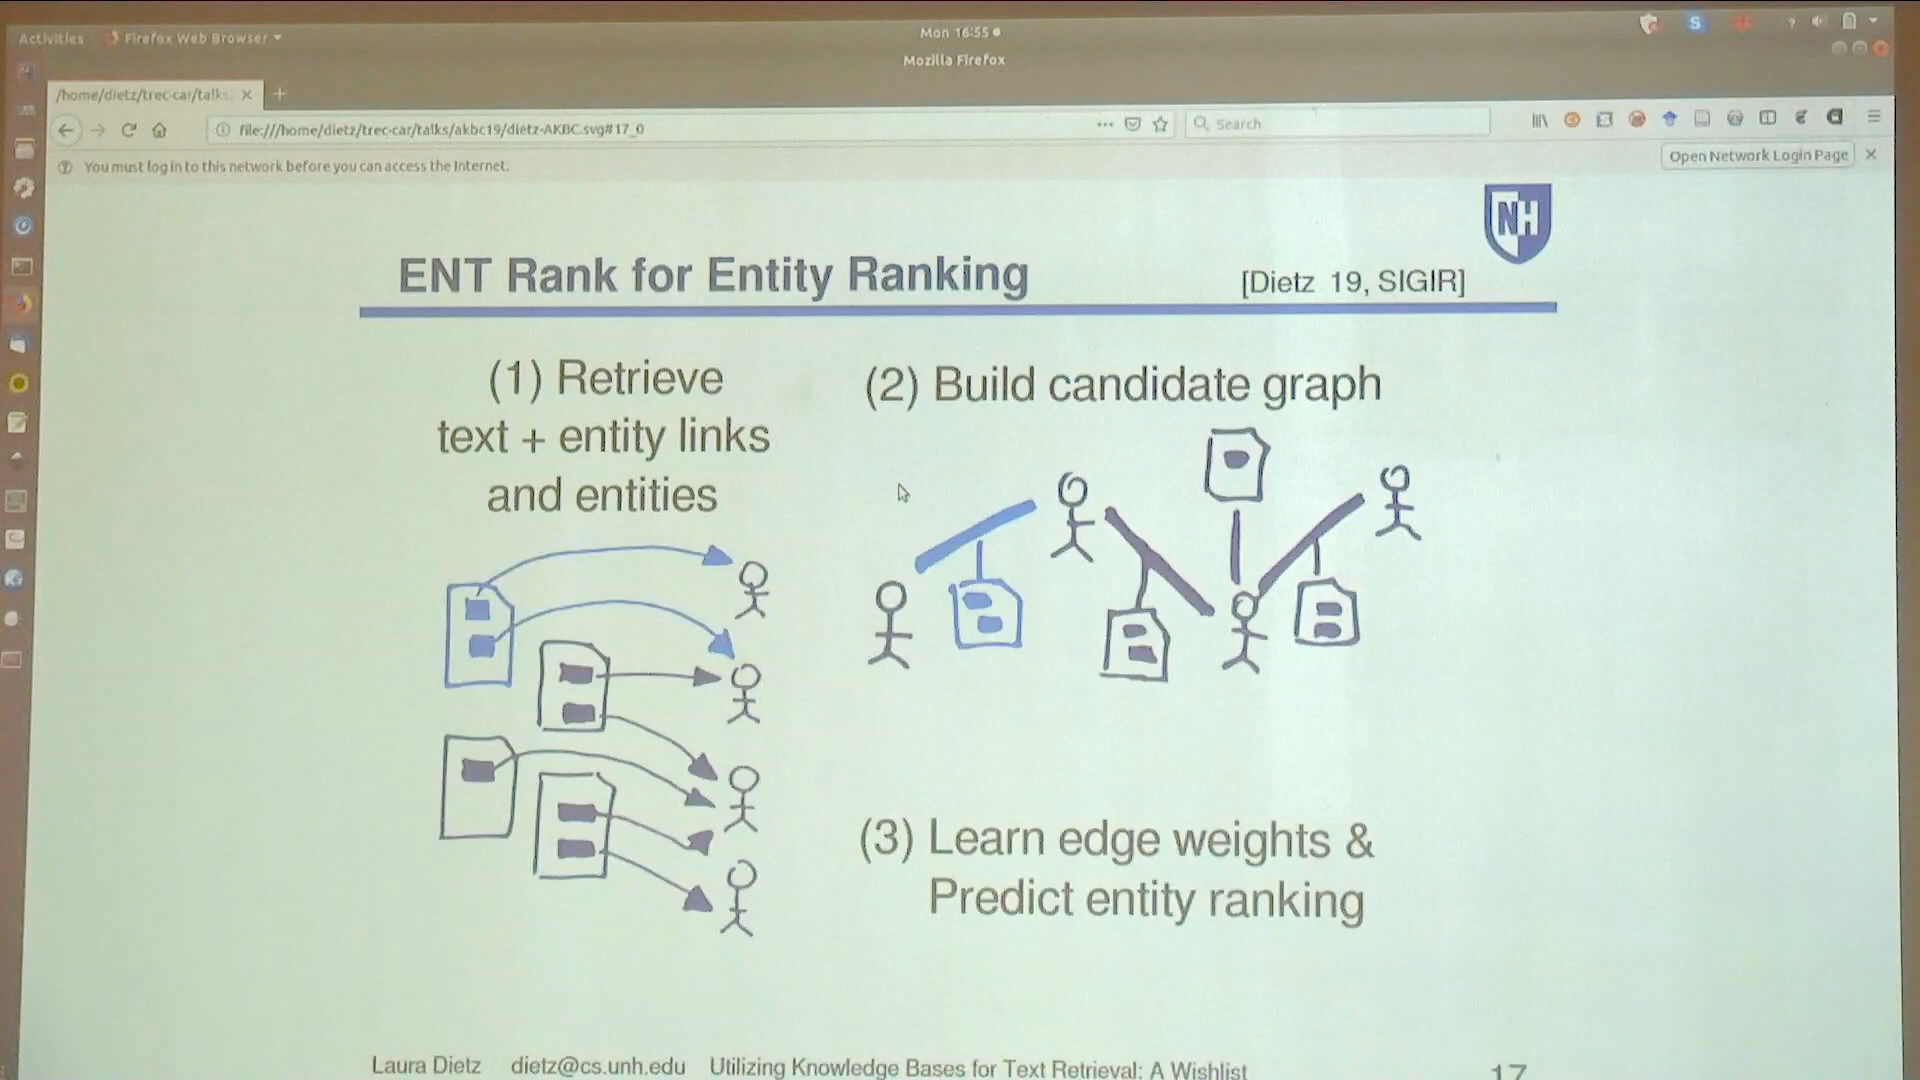 Activities
Firefox Web Browser
Mon 16:55
Mozilla Firefox
/home/dietz/trec-car/talks
file:///home/dietz/trec-car/talks/akbc19/dietz-AKBC.svg#17_0
Search
You must log in to this network before you can access the Internet.
Open Network Login Page
NH
ENT Rank for Entity Ranking
[Dietz 19, SIGIR]
(1) Retrieve
text + entity links
and entities
(2) Build candidate graph
(3) Learn edge weights &
Predict entity ranking
Laura Dietz dietz@cs.unh.edu Utilizing Knowledge Bases for Text Retrieval: A Wishlist
17